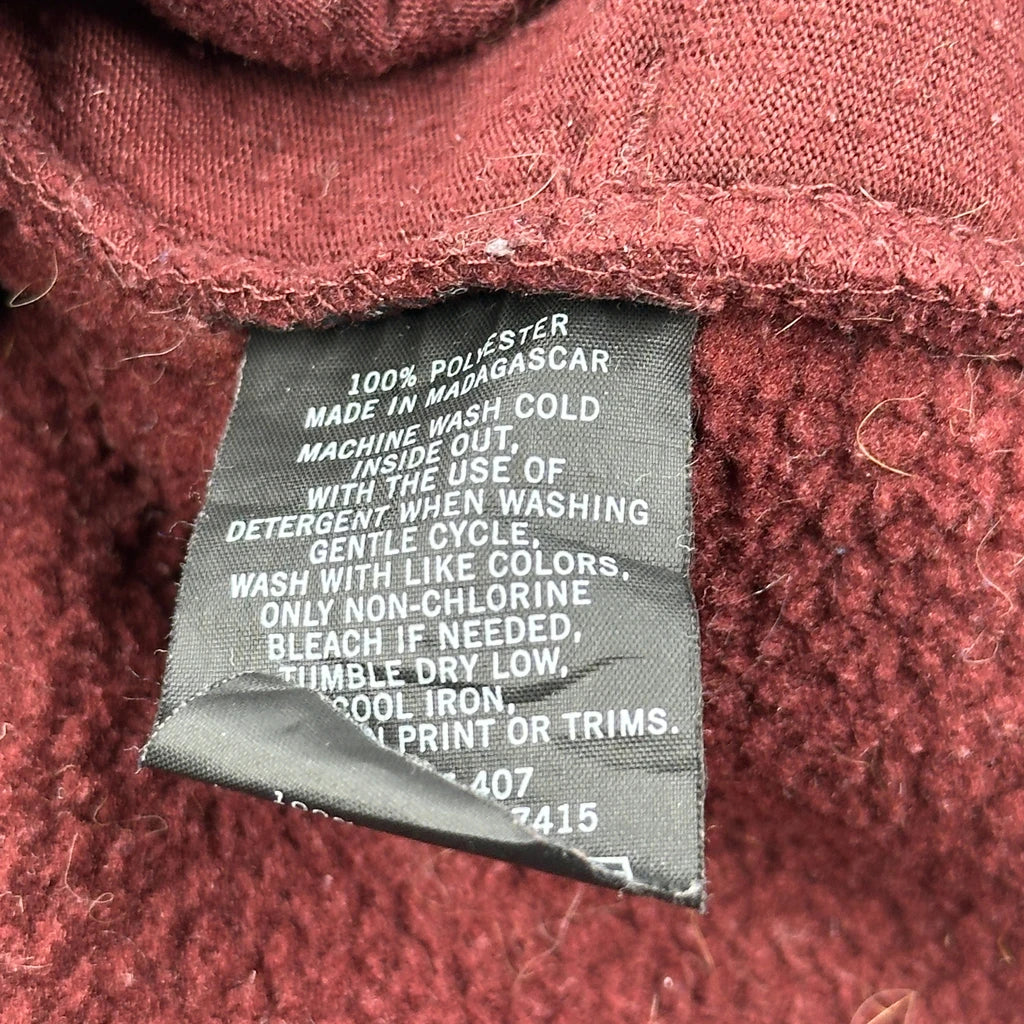 100% POLYESTER
MADE IN MADAGASCAR
MACHINE WASH COLD
INSIDE OUT,
WITH THE USE OF
DETERGENT WHEN WASHING
GENTLE CYCLE,
WASH WITH LIKE COLORS,
ONLY NON-CHLORINE
BLEACH IF NEEDED,
TUMBLE DRY LOW,
COOL IRON,
PRINT OR TRIMS.
407
7415